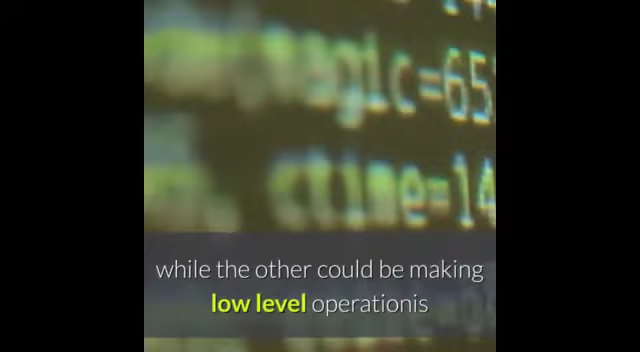 magic=65
ctime=14
while the other could be making
low level operationis